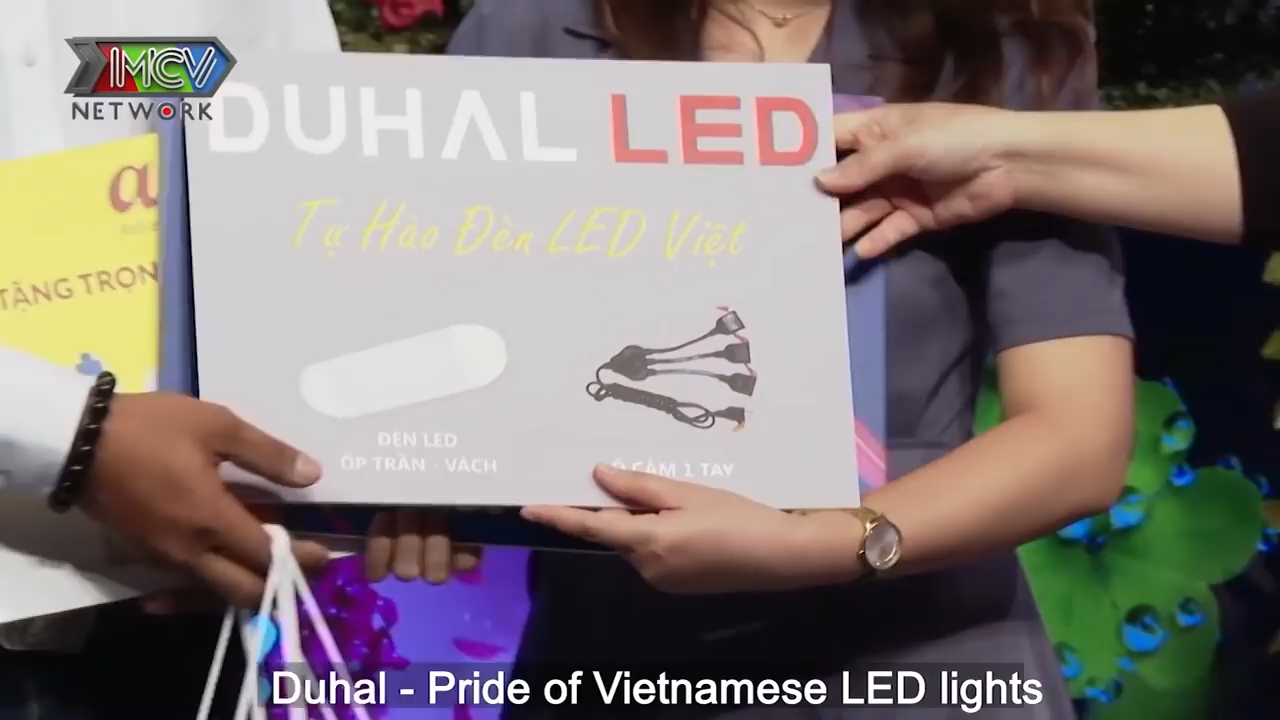 MCV
NETWORK
DUHAL LED
Tự Hào Đèn LED Việt
a
TẶNG TRỌN
ĐÈN LED
ỐP TRẦN - VÁCH
CẮM 1 TAY
Duhal - Pride of Vietnamese LED lights